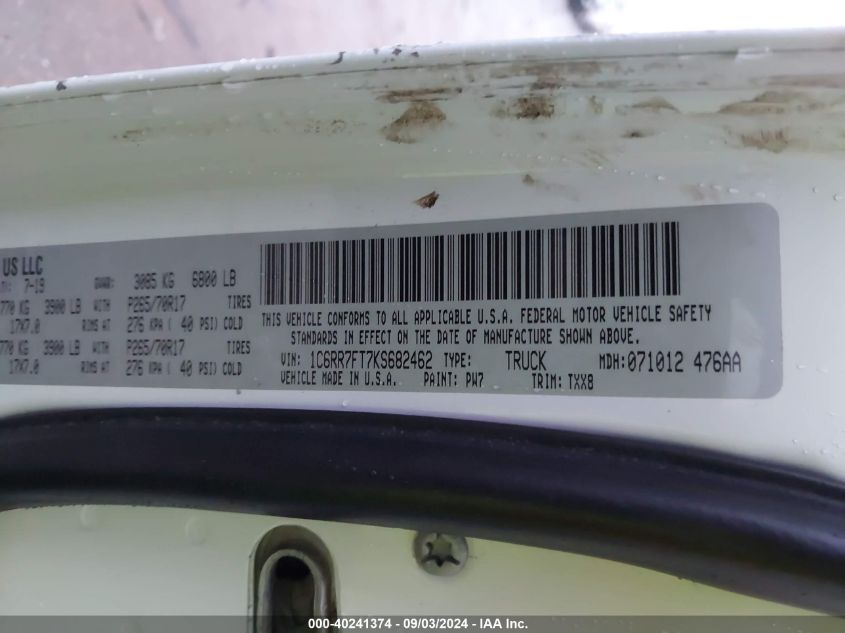 US LLC
7-19 GVWR: 3085 KG 6800 LB
770 KG 3900 LB WITH P265/70R17 TIRES
17X7.0 RIMS AT 276 KPA ( 40 PSI) COLD
770 KG 3900 LB WITH P265/70R17 TIRES
17X7.0 RIMS AT 276 KPA ( 40 PSI) COLD
THIS VEHICLE CONFORMS TO ALL APPLICABLE U.S.A. FEDERAL MOTOR VEHICLE SAFETY
STANDARDS IN EFFECT ON THE DATE OF MANUFACTURE SHOWN ABOVE.
VIN: 1C6RR7FT7KS682462 TYPE: TRUCK MDH:071012 476AA
VEHICLE MADE IN U.S.A. PAINT: PW7 TRIM: TXX8
000-40241374 - 09/03/2024 - IAA Inc.